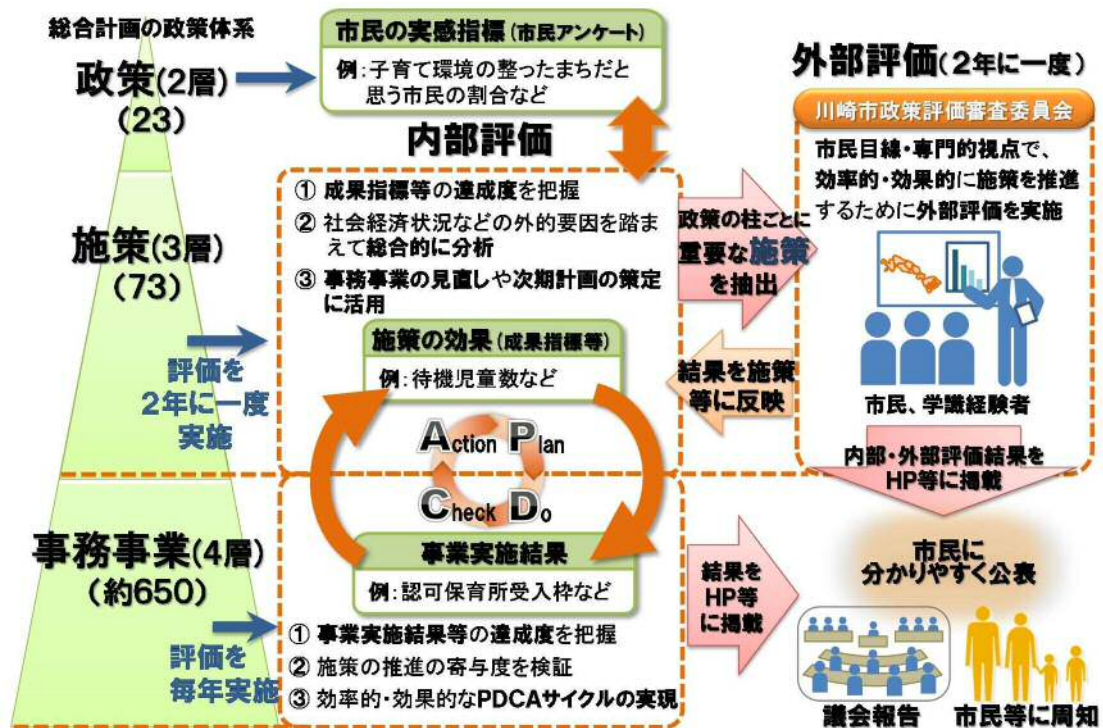 総合計画の政策体系
政策(2層)
(23)
施策(3層)
(73)
評価を
2年に一度
実施
事務事業(4層)
(約650)
評価を
毎年実施
市民の実感指標(市民アンケート)
例:子育て環境の整ったまちだと
思う市民の割合など
内部評価
① 成果指標等の達成度を把握
② 社会経済状況などの外的要因を踏ま
えて総合的に分析
③ 事務事業の見直しや次期計画の策定
に活用
施策の効果(成果指標等)
例:待機児童数など
Action Plan
Check Do
事業実施結果
例:認可保育所受入枠など
① 事業実施結果等の達成度を把握
② 施策の推進の寄与度を検証
③ 効率的・効果的なPDCAサイクルの実現
政策の柱ごとに
重要な施策
を抽出
結果を施策
等に反映
結果を
HP等
に掲載
外部評価(2年に一度)
川崎市政策評価審査委員会
市民目線・専門的視点で、
効率的・効果的に施策を推進
するために外部評価を実施
市民、学識経験者
内部・外部評価結果を
HP等に掲載
市民に
分かりやすく公表
議会報告
市民等に周知